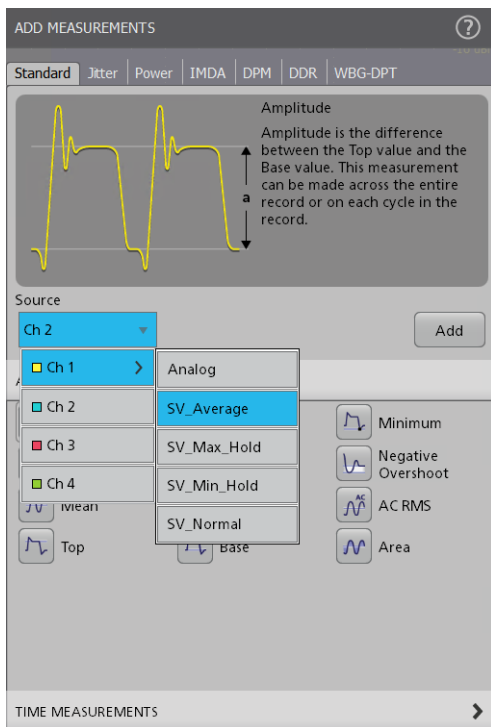 ADD MEASUREMENTS
?
Standard Jitter Power IMDA DPM DDR WBG-DPT
Amplitude
Amplitude is the difference
between the Top value and the
Base value. This measurement
can be made across the entire
record or on each cycle in the
record.
a
Source
Ch 2
Add
Ch 1
Ch 2
Ch 3
Ch 4
Analog
SV_Average
SV_Max_Hold
SV_Min_Hold
SV_Normal
Minimum
Negative
Overshoot
Mean
AC
AC RMS
Top
Base
Area
TIME MEASUREMENTS